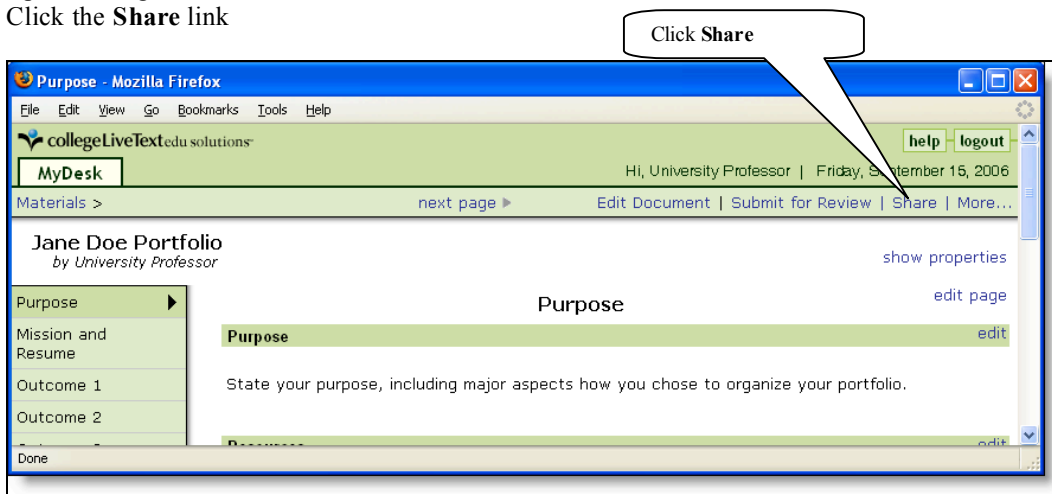 Click the Share link
Click Share
Purpose - Mozilla Firefox
File Edit View Go Bookmarks Tools Help
collegeLiveText edu solutions℠
help logout
MyDesk
Hi, University Professor | Friday, September 15, 2006
Materials > next page ▶ Edit Document | Submit for Review | Share | More...
Jane Doe Portfolio
by University Professor
show properties
Purpose
Purpose
edit page
Mission and
Resume
Purpose edit
Outcome 1
State your purpose, including major aspects how you chose to organize your portfolio.
Outcome 2
Done